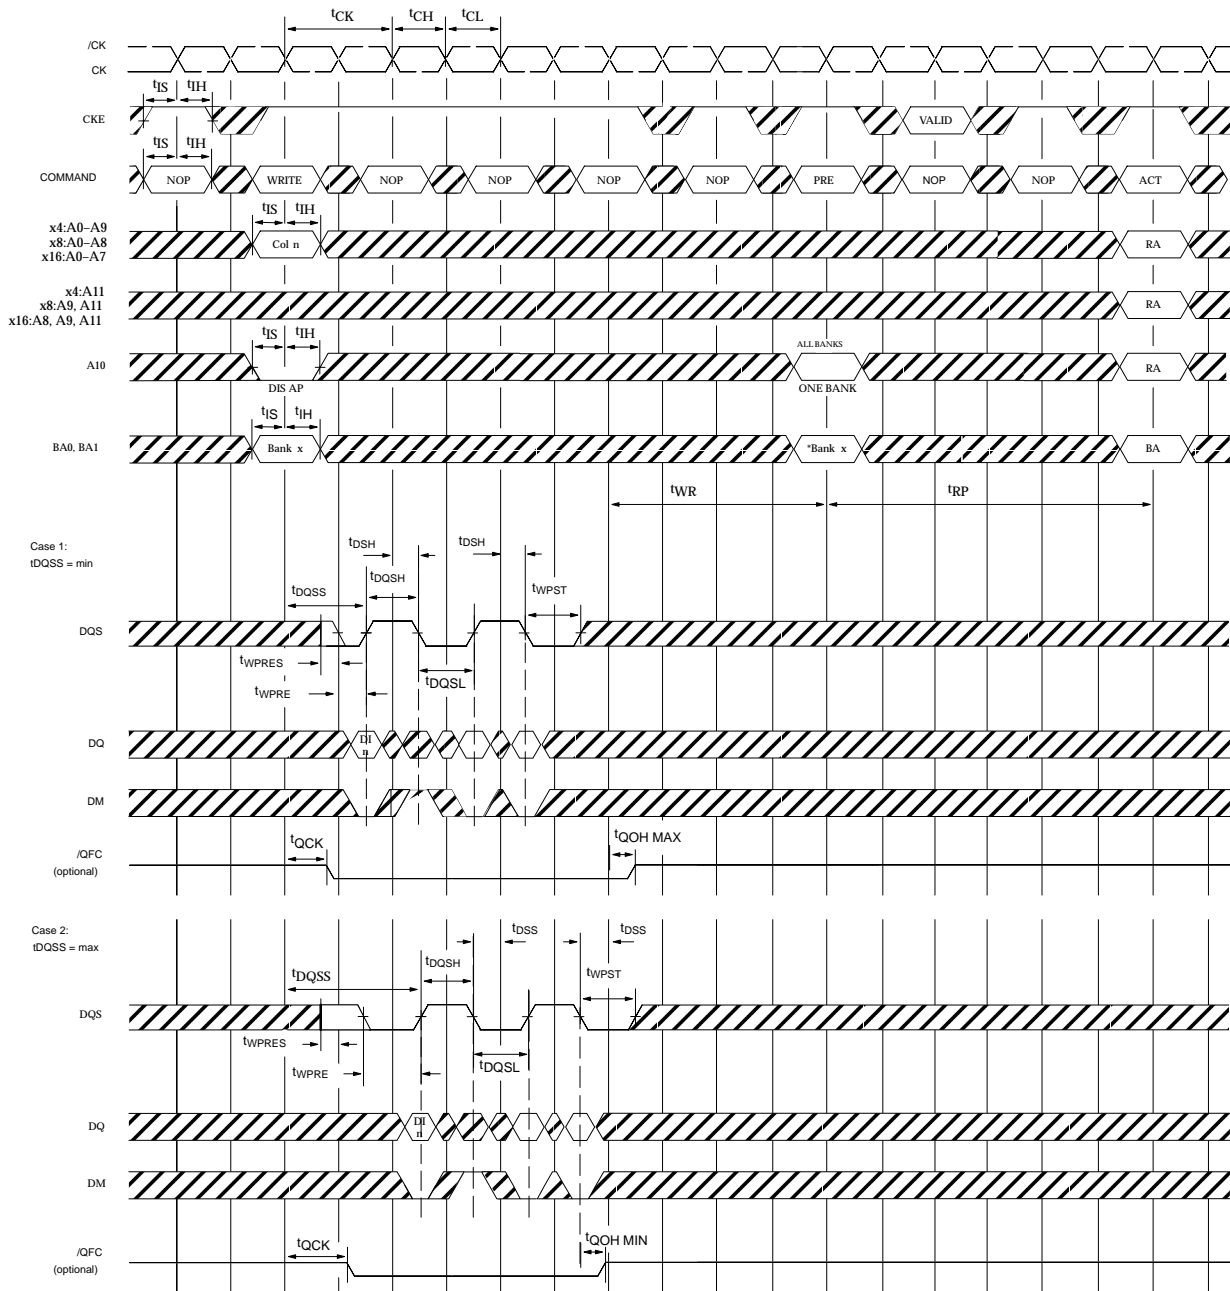 tCK tCH tCL
/CK
CK
tIS tIH
CKE VALID
tIS tIH
COMMAND NOP WRITE NOP NOP NOP NOP PRE NOP NOP ACT
tIS tIH
x4:A0-A9
x8:A0-A8
x16:A0-A7
Col n RA
x4:A11
x8:A9, A11
x16:A8, A9, A11
RA
tIS tIH
ALL BANKS
A10 RA
DIS AP ONE BANK
tIS tIH
BA0, BA1 Bank x *Bank x BA
tWR tRP
Case 1:
tDQSS = min
tDSH tDSH
tDQSS tDQSH tWPST
DQS
tWPRES
tDQSL
tWPRE
DQ DI n
DM
tQCK tQOH MAX
/QFC
(optional)
Case 2:
tDQSS = max
tDSS tDSS
tDQSS tDQSH tWPST
DQS
tWPRES
tWPRE tDQSL
DQ DI n
DM
tQCK tQOH MIN
/QFC
(optional)